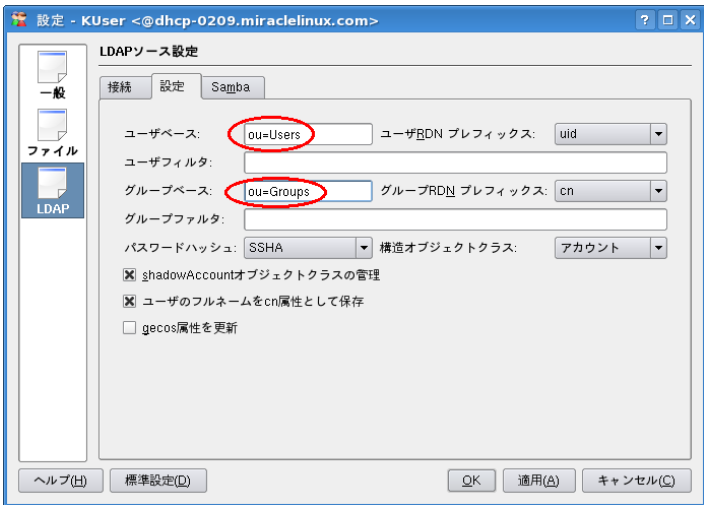 設定 - KUser <@dhcp-0209.miraclelinux.com>
一般
ファイル
LDAP
LDAPソース設定
接続 設定 Samba
ユーザベース: ou=Users ユーザRDN プレフィックス: uid
ユーザフィルタ:
グループベース: ou=Groups グループRDN プレフィックス: cn
グループファルタ:
パスワードハッシュ: SSHA 構造オブジェクトクラス: アカウント
shadowAccountオブジェクトクラスの管理
ユーザのフルネームをcn属性として保存
gecos属性を更新
ヘルプ(H) 標準設定(D) OK 適用(A) キャンセル(C)